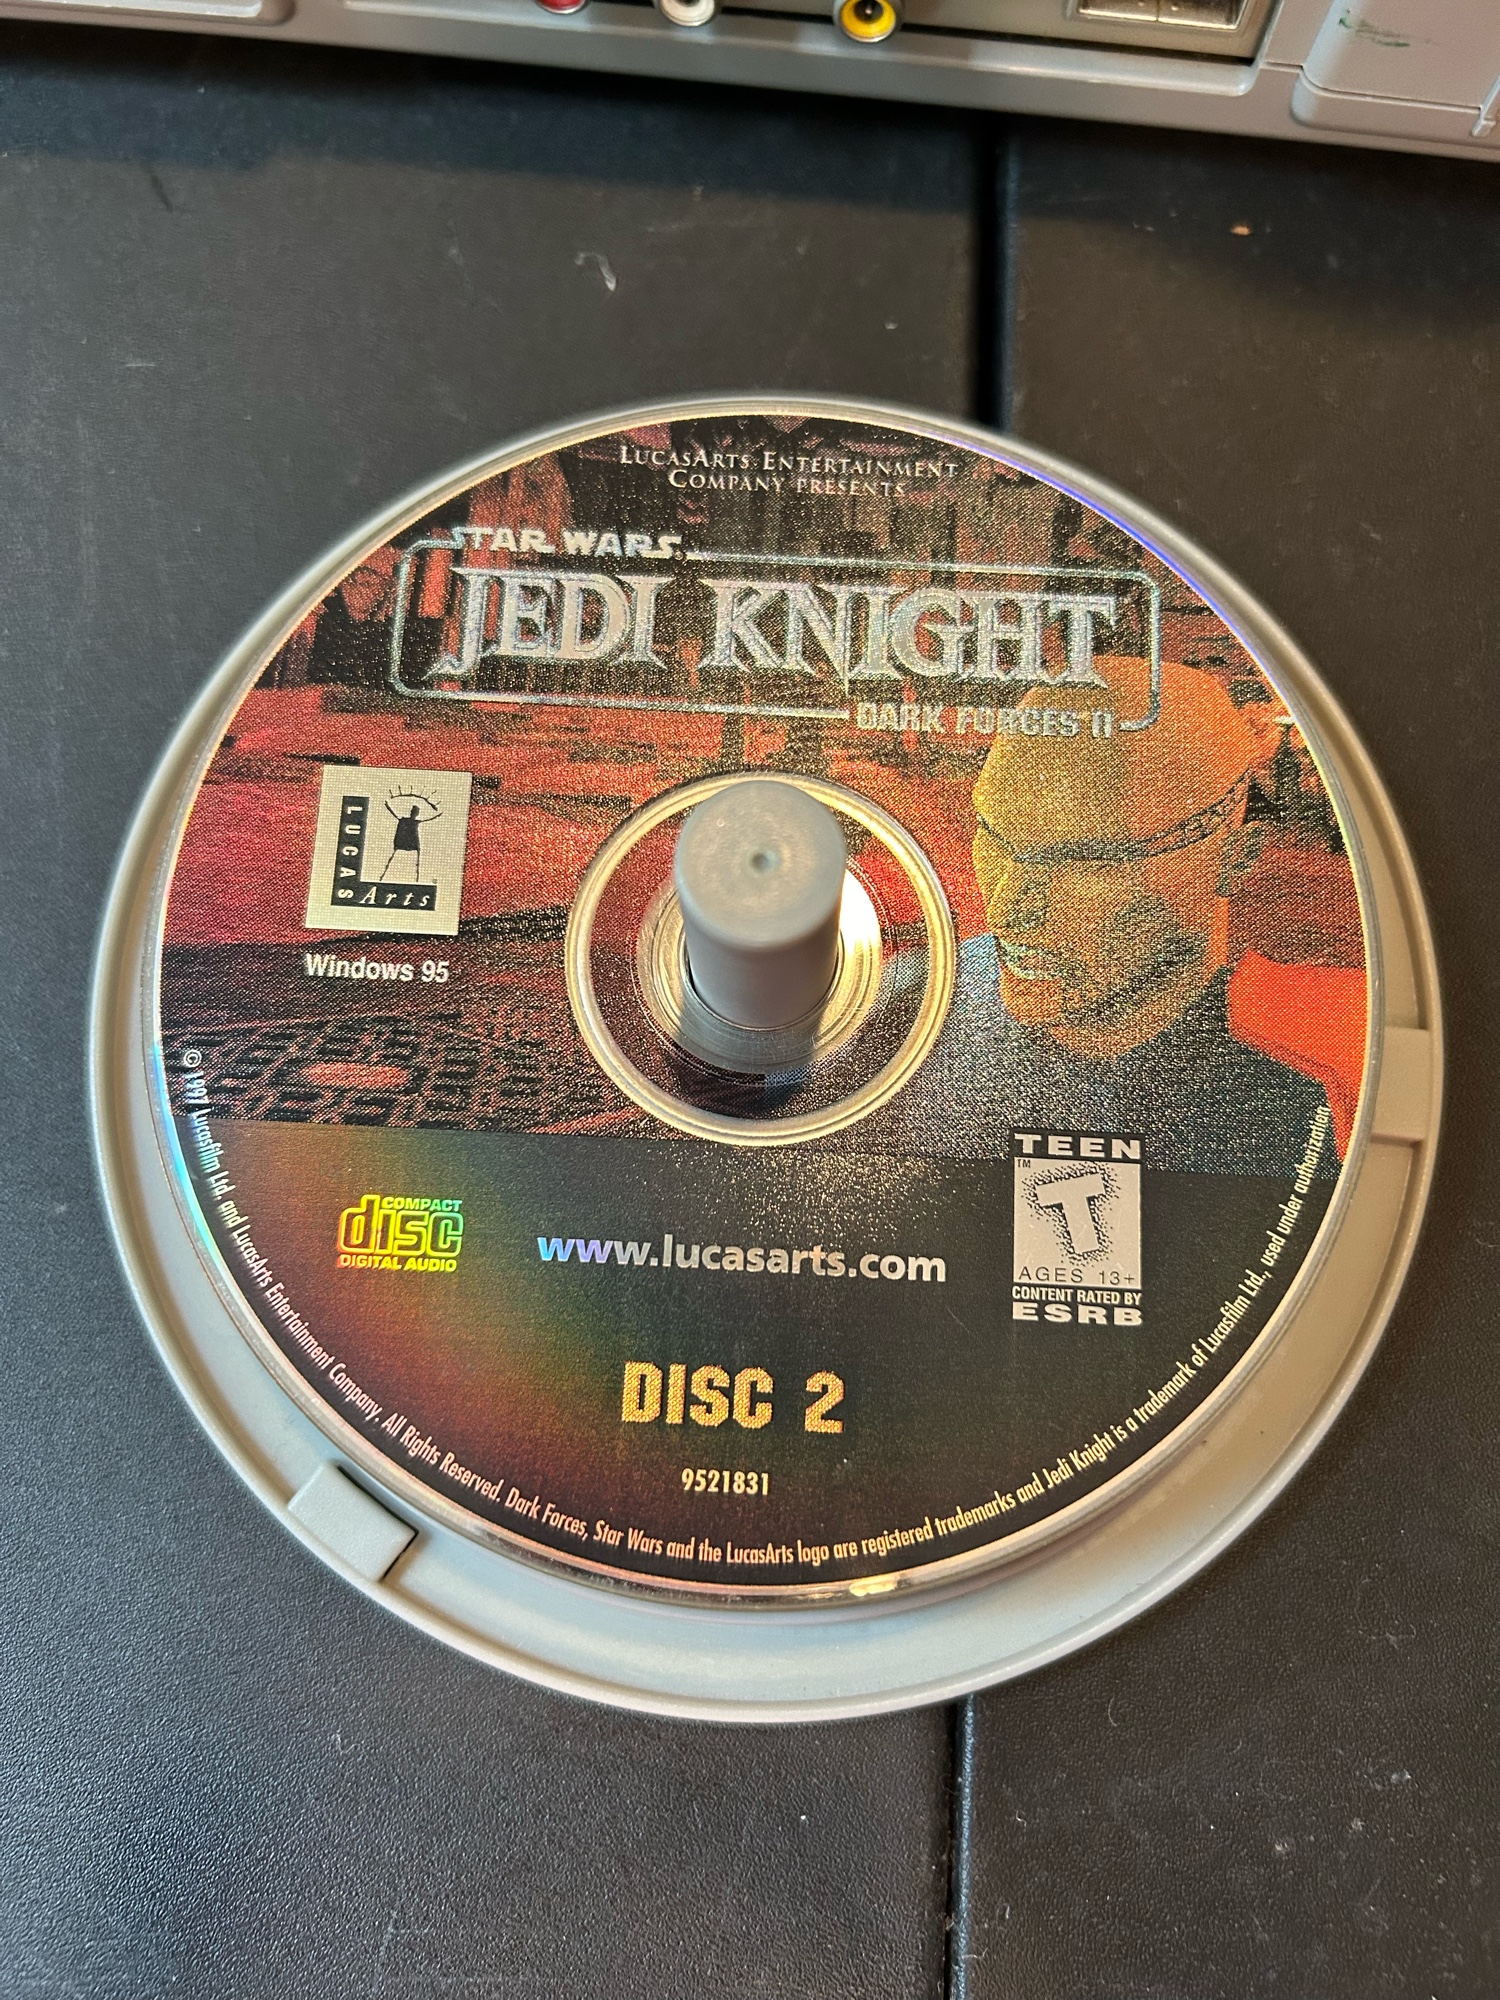 LUCASARTS ENTERTAINMENT
COMPANY PRESENTS
STAR WARS
JEDI KNIGHT
DARK FORCES II
LUCAS
Arts
Windows 95
COMPACT
disc
DIGITAL AUDIO
www.lucasarts.com
TEEN
TM
T
AGES 13+
CONTENT RATED BY
ESRB
DISC 2
9521831
© 1997 Lucasfilm Ltd. and LucasArts Entertainment Company. All Rights Reserved. Dark Forces, Star Wars and the LucasArts logo are registered trademarks and Jedi Knight is a trademark of Lucasfilm Ltd., used under authorization.